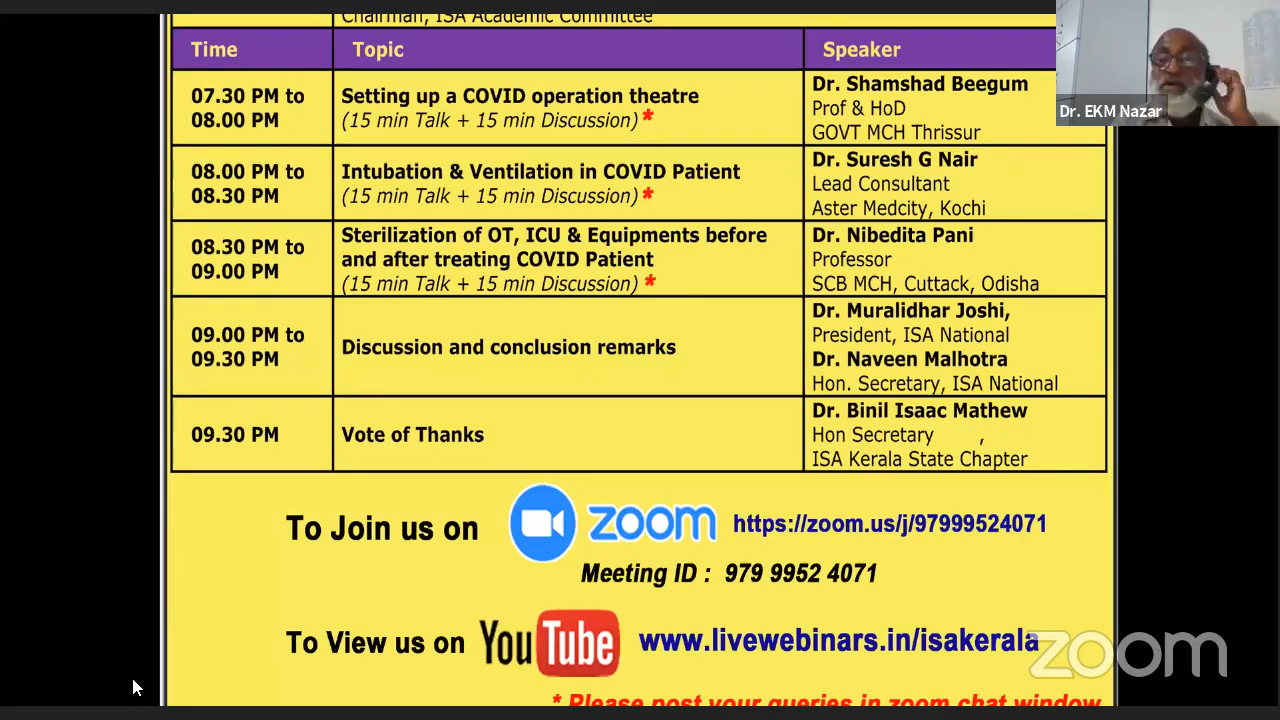 Chairman, ISA Academic Committee
Time Topic Speaker
Dr. EKM Nazar
07.30 PM to
08.00 PM
Setting up a COVID operation theatre
(15 min Talk + 15 min Discussion) *
Dr. Shamshad Beegum
Prof & HoD
GOVT MCH Thrissur
08.00 PM to
08.30 PM
Intubation & Ventilation in COVID Patient
(15 min Talk + 15 min Discussion) *
Dr. Suresh G Nair
Lead Consultant
Aster Medcity, Kochi
08.30 PM to
09.00 PM
Sterilization of OT, ICU & Equipments before
and after treating COVID Patient
(15 min Talk + 15 min Discussion) *
Dr. Nibedita Pani
Professor
SCB MCH, Cuttack, Odisha
09.00 PM to
09.30 PM
Discussion and conclusion remarks
Dr. Muralidhar Joshi,
President, ISA National
Dr. Naveen Malhotra
Hon. Secretary, ISA National
09.30 PM
Vote of Thanks
Dr. Binil Isaac Mathew
Hon Secretary ,
ISA Kerala State Chapter
To Join us on zoom https://zoom.us/j/97999524071
Meeting ID : 979 9952 4071
To View us on YouTube www.livewebinars.in/isakerala
zoom
* Please post your queries in zoom chat window